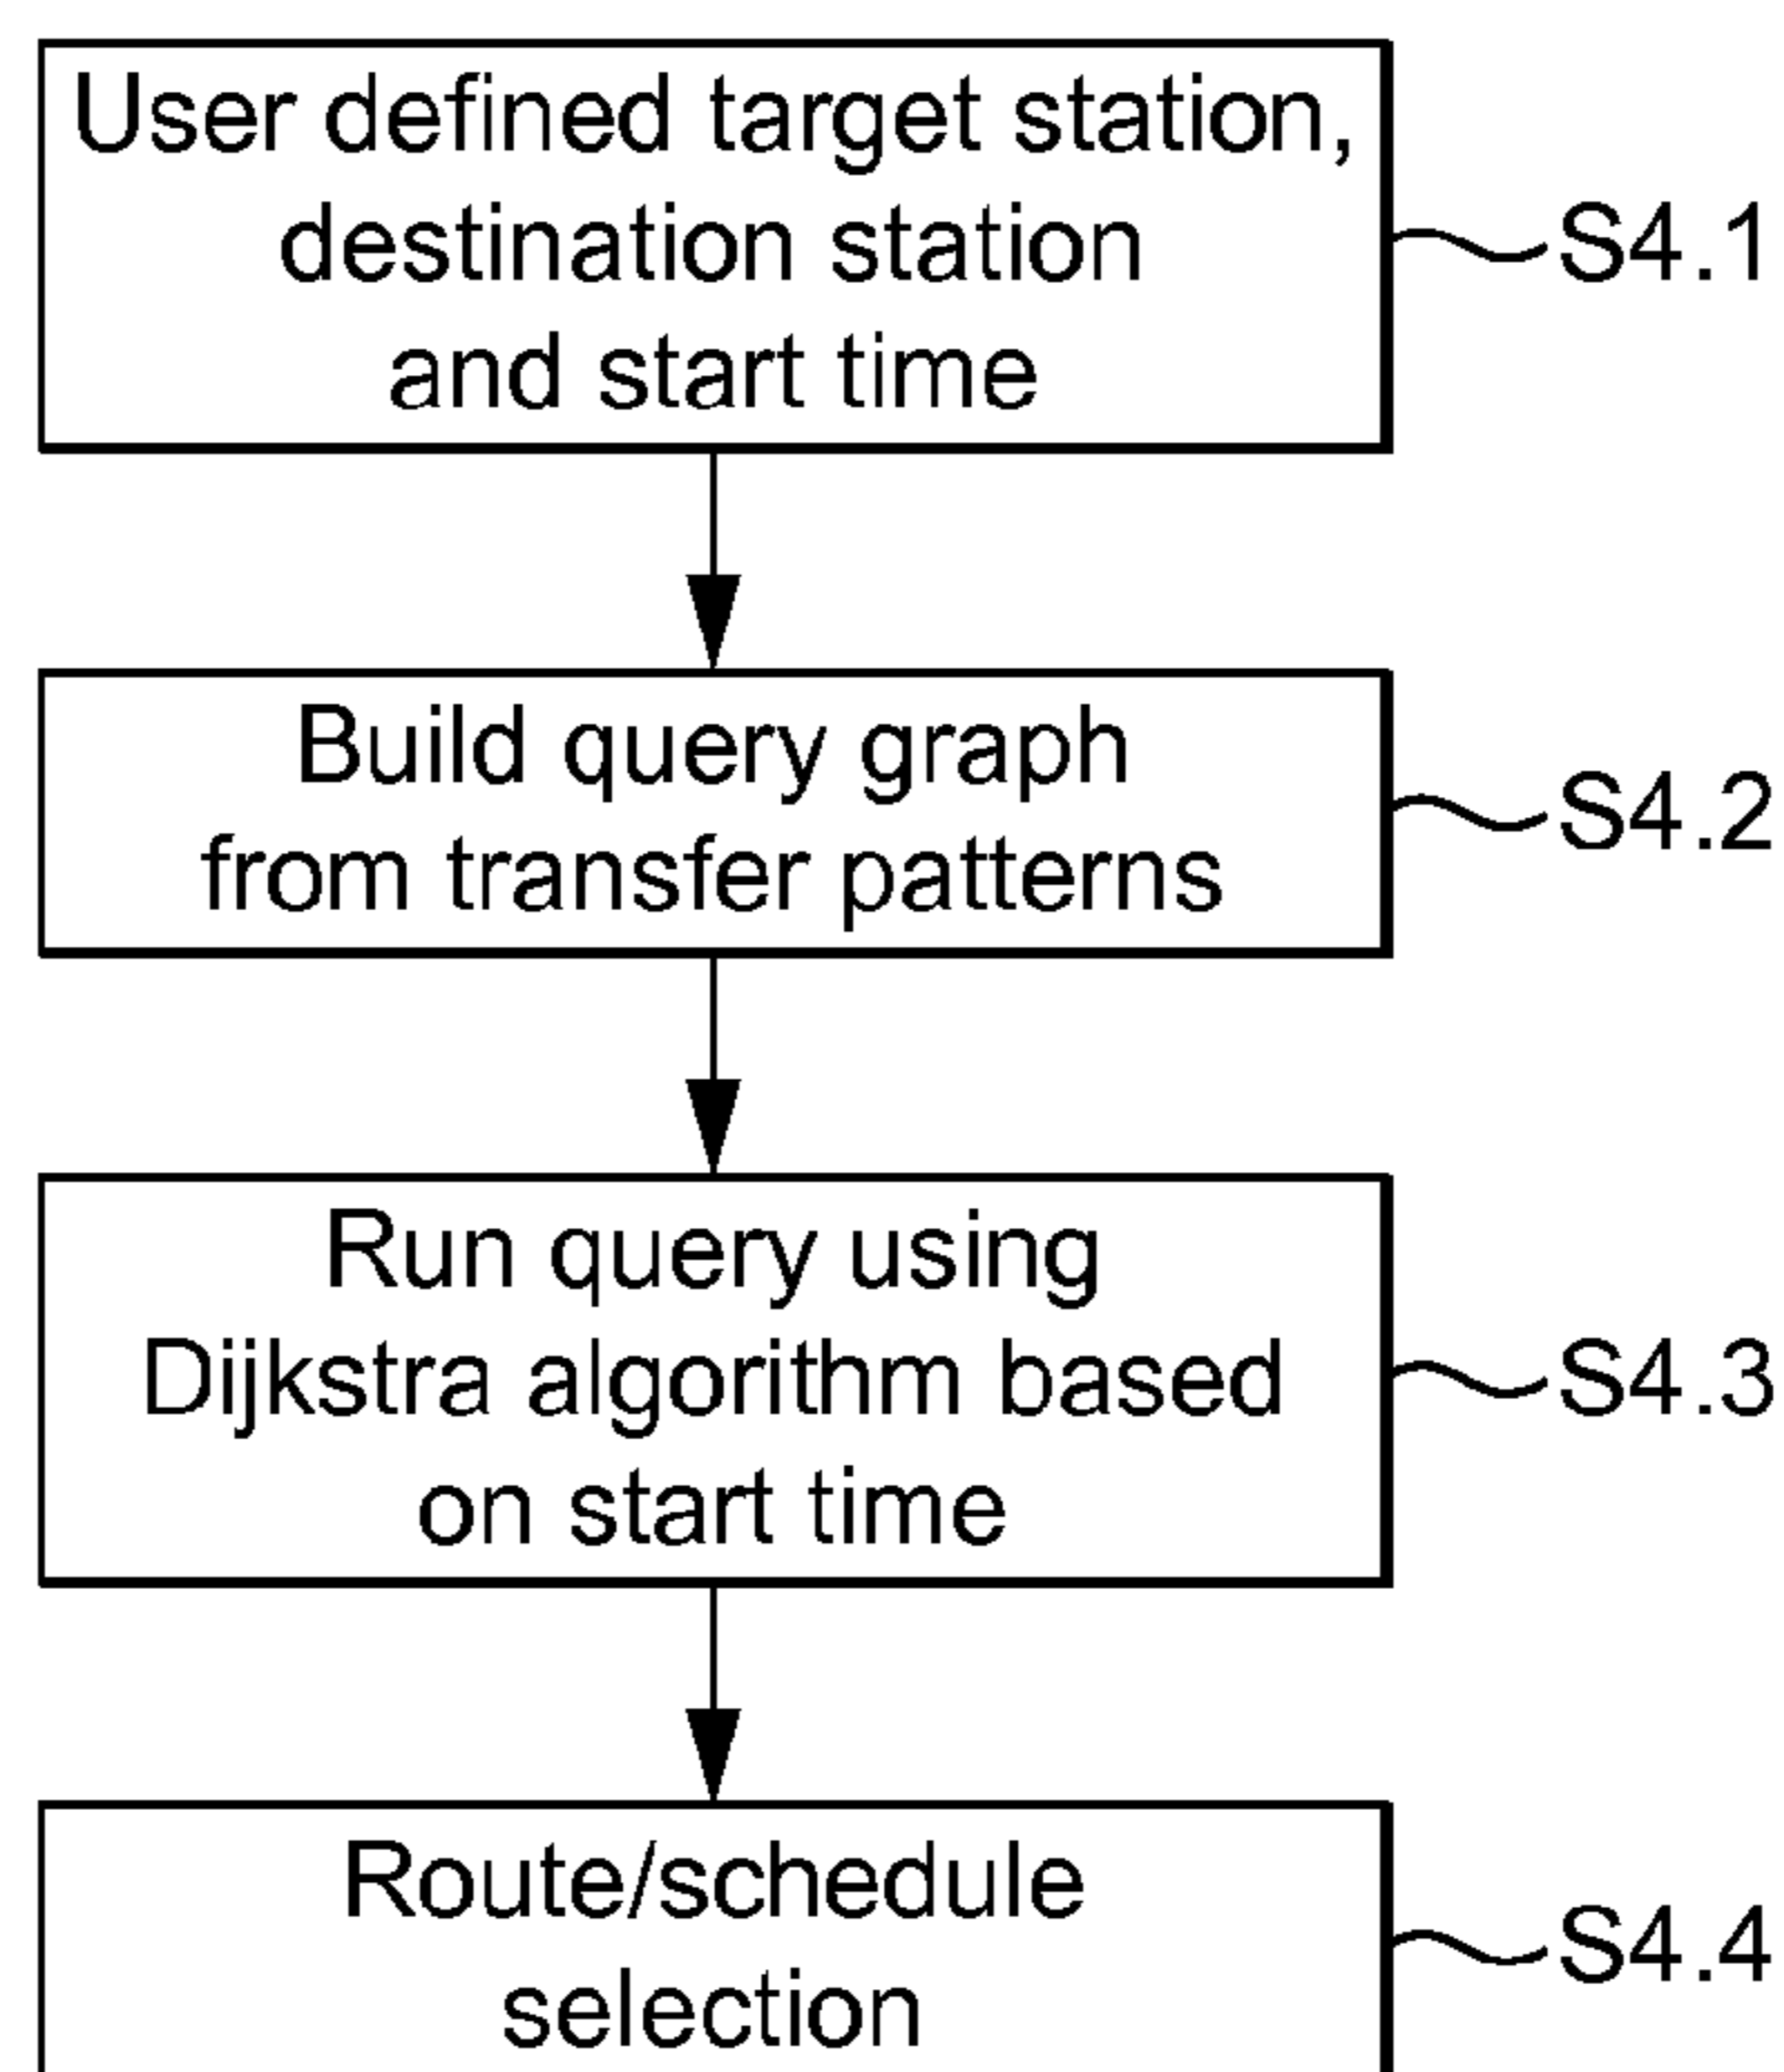 User defined target station,
destination station
and start time
S4.1
Build query graph
from transfer patterns
S4.2
Run query using
Dijkstra algorithm based
on start time
S4.3
Route/schedule
selection
S4.4